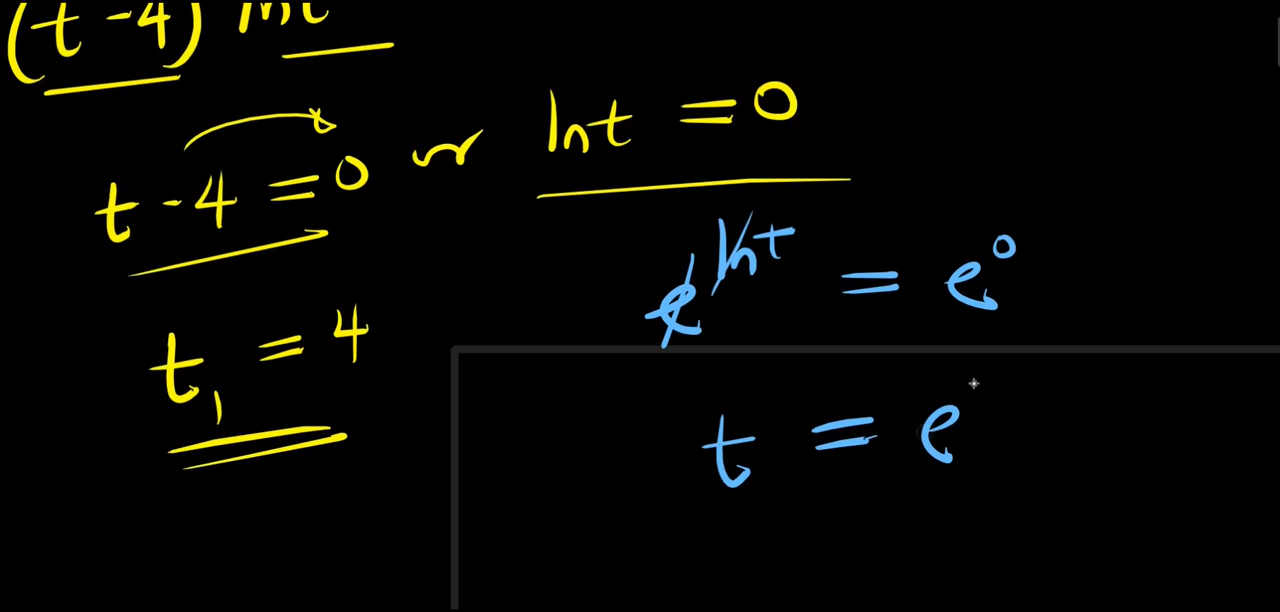 (t-4) ln t
t-4=0 or ln t = 0
e^{ln t} = e^0
t₁ = 4
t = e